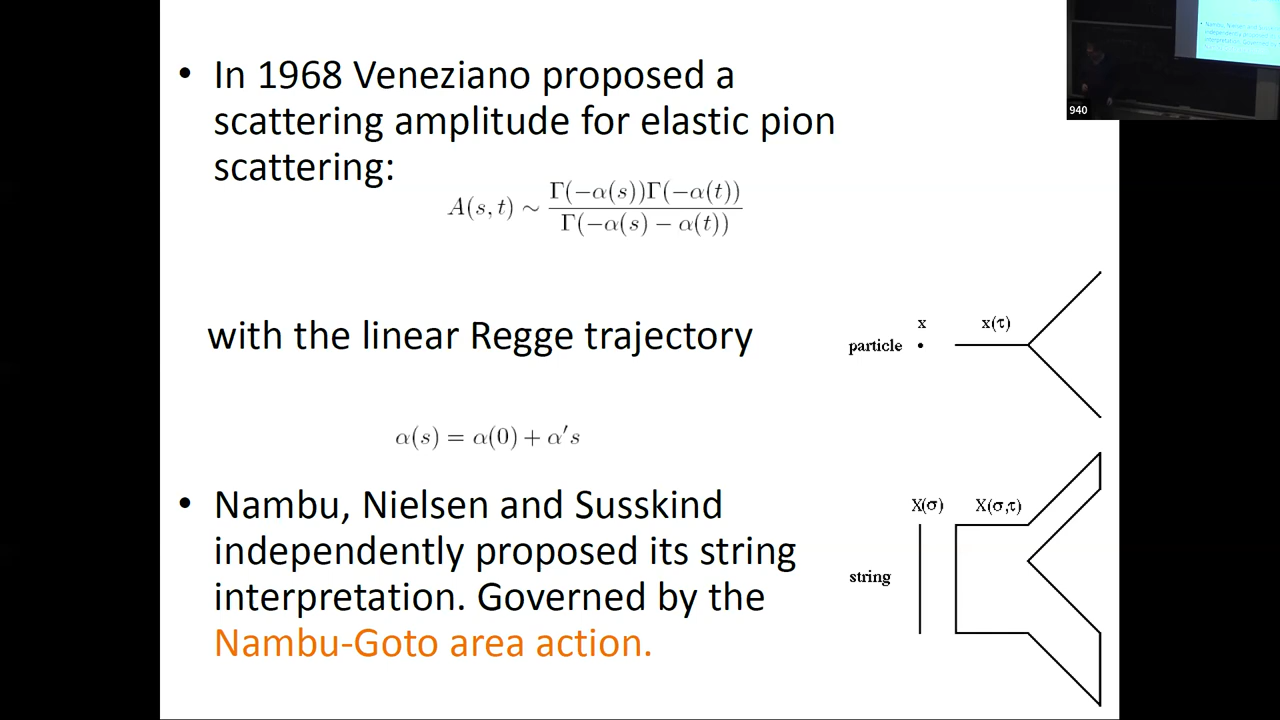 • In 1968 Veneziano proposed a
scattering amplitude for elastic pion
scattering:
A(s, t) ∼ Γ(−α(s))Γ(−α(t)) / Γ(−α(s) − α(t))
with the linear Regge trajectory
α(s) = α(0) + α′s
• Nambu, Nielsen and Susskind
independently proposed its string
interpretation. Governed by the
Nambu-Goto area action.
x
x(τ)
particle
X(σ)
X(σ,τ)
string
940